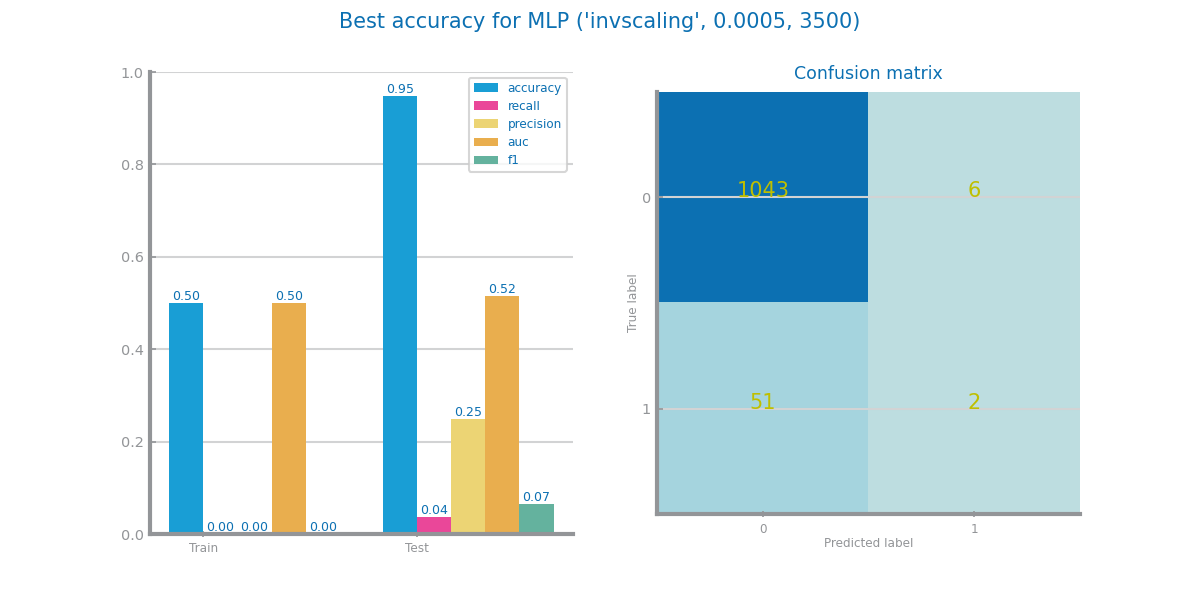 Best accuracy for MLP ('invscaling', 0.0005, 3500)
1.0
0.8
0.6
0.4
0.2
0.0
0.50
0.00
0.00
0.50
0.00
0.95
0.04
0.25
0.52
0.07
Train
Test
accuracy
recall
precision
auc
f1
Confusion matrix
True label
0
1
1043
6
51
2
0
1
Predicted label